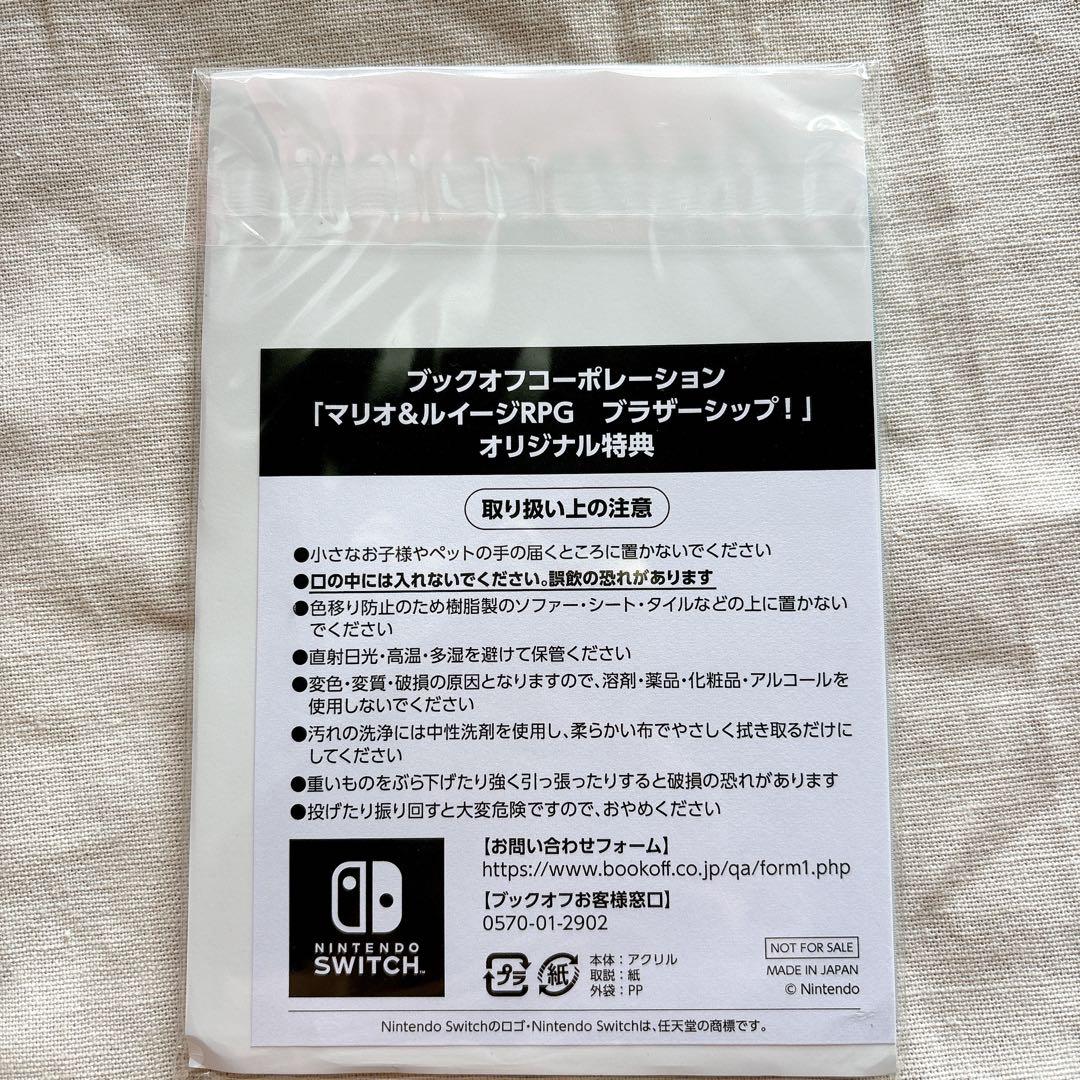 ブックオフコーポレーション
「マリオ&ルイージRPG　ブラザーシップ！」
オリジナル特典
取り扱い上の注意
●小さなお子様やペットの手の届くところに置かないでください
●口の中には入れないでください。誤飲の恐れがあります
●色移り防止のため樹脂製のソファー・シート・タイルなどの上に置かない
でください
●直射日光・高温・多湿を避けて保管ください
●変色・変質・破損の原因となりますので、溶剤・薬品・化粧品・アルコールを
使用しないでください
●汚れの洗浄には中性洗剤を使用し、柔らかい布でやさしく拭き取るだけに
してください
●重いものをぶら下げたり強く引っ張ったりすると破損の恐れがあります
●投げたり振り回すと大変危険ですので、おやめください
【お問い合わせフォーム】
https://www.bookoff.co.jp/qa/form1.php
【ブックオフお客様窓口】
0570-01-2902
NINTENDO
SWITCH™
プラ
紙
本体：アクリル
取説：紙
外袋：PP
NOT FOR SALE
MADE IN JAPAN
© Nintendo
Nintendo Switchのロゴ・Nintendo Switchは、任天堂の商標です。